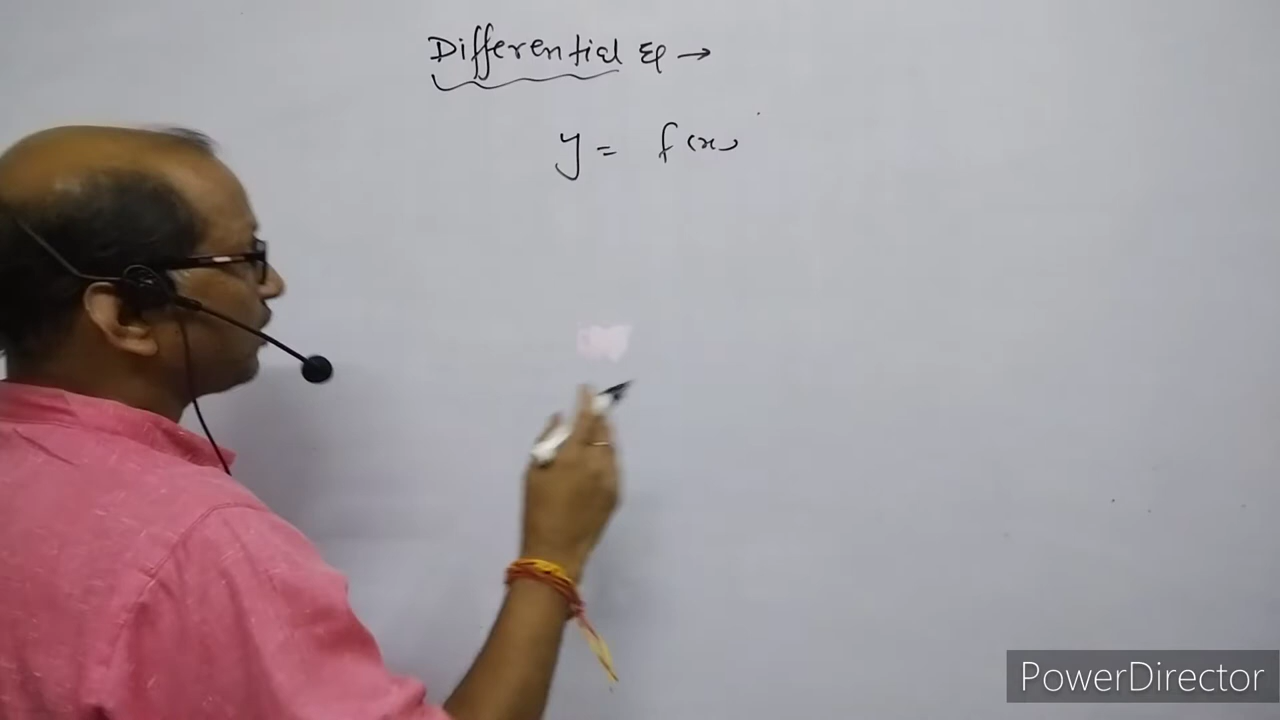 Differential Eq →
y = f(x)
PowerDirector